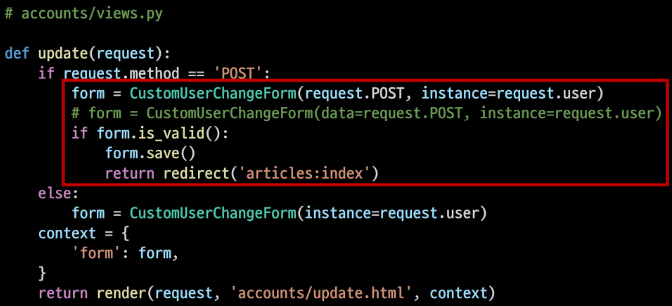 # accounts/views.py

def update(request):
    if request.method == 'POST':
        form = CustomUserChangeForm(request.POST, instance=request.user)
        # form = CustomUserChangeForm(data=request.POST, instance=request.user)
        if form.is_valid():
            form.save()
            return redirect('articles:index')
    else:
        form = CustomUserChangeForm(instance=request.user)
    context = {
        'form': form,
    }
    return render(request, 'accounts/update.html', context)